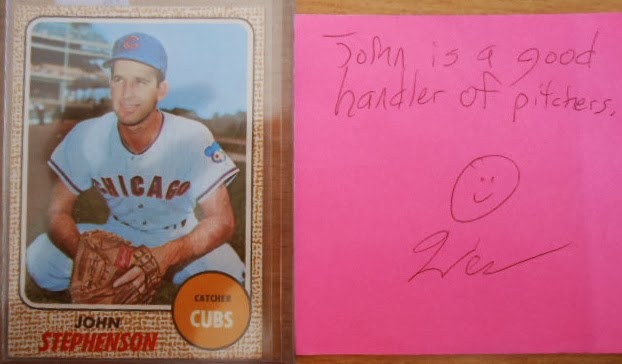 CHICAGO
CATCHER
CUBS
JOHN
STEPHENSON
John is a good
handler of pitchers.